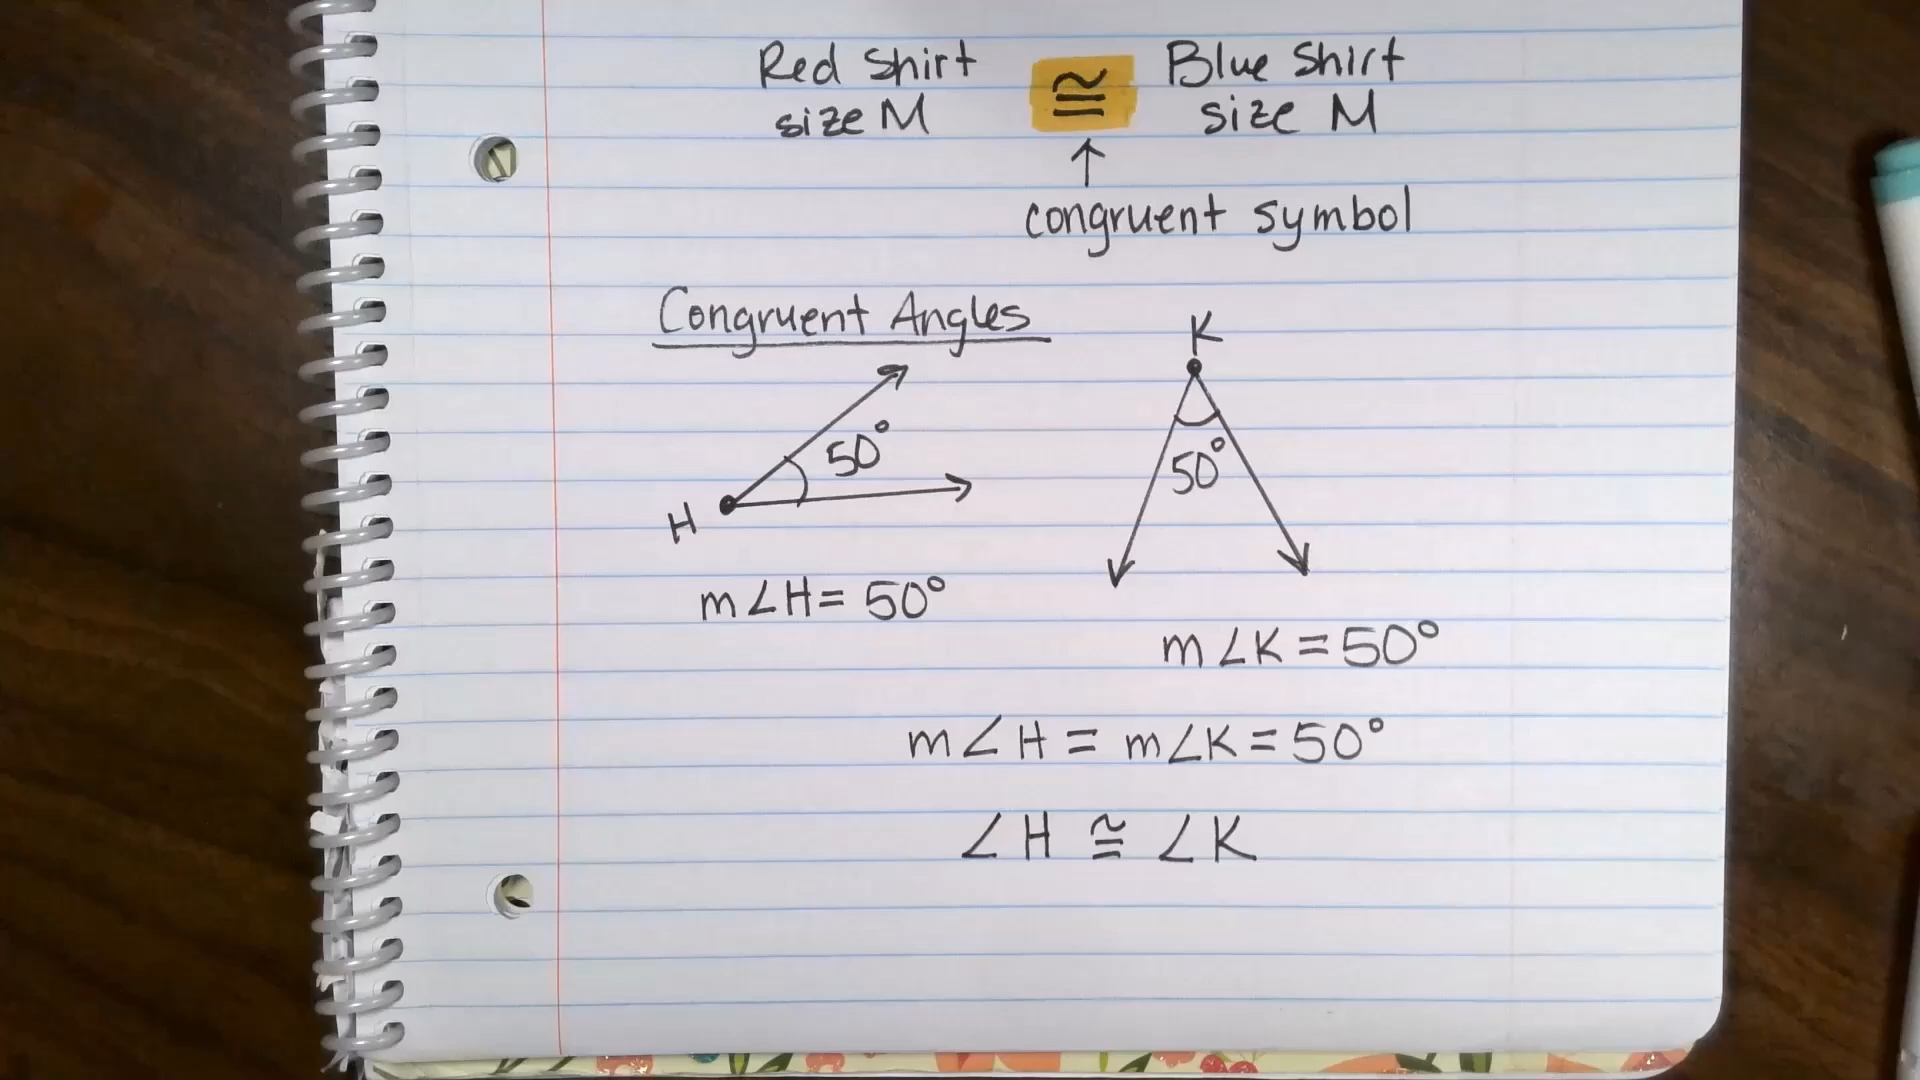 Red Shirt ≅ Blue Shirt
size M size M
↑
congruent symbol
Congruent Angles
K
50°
50°
H
m∠H = 50°
m∠K = 50°
m∠H = m∠K = 50°
∠H ≅ ∠K